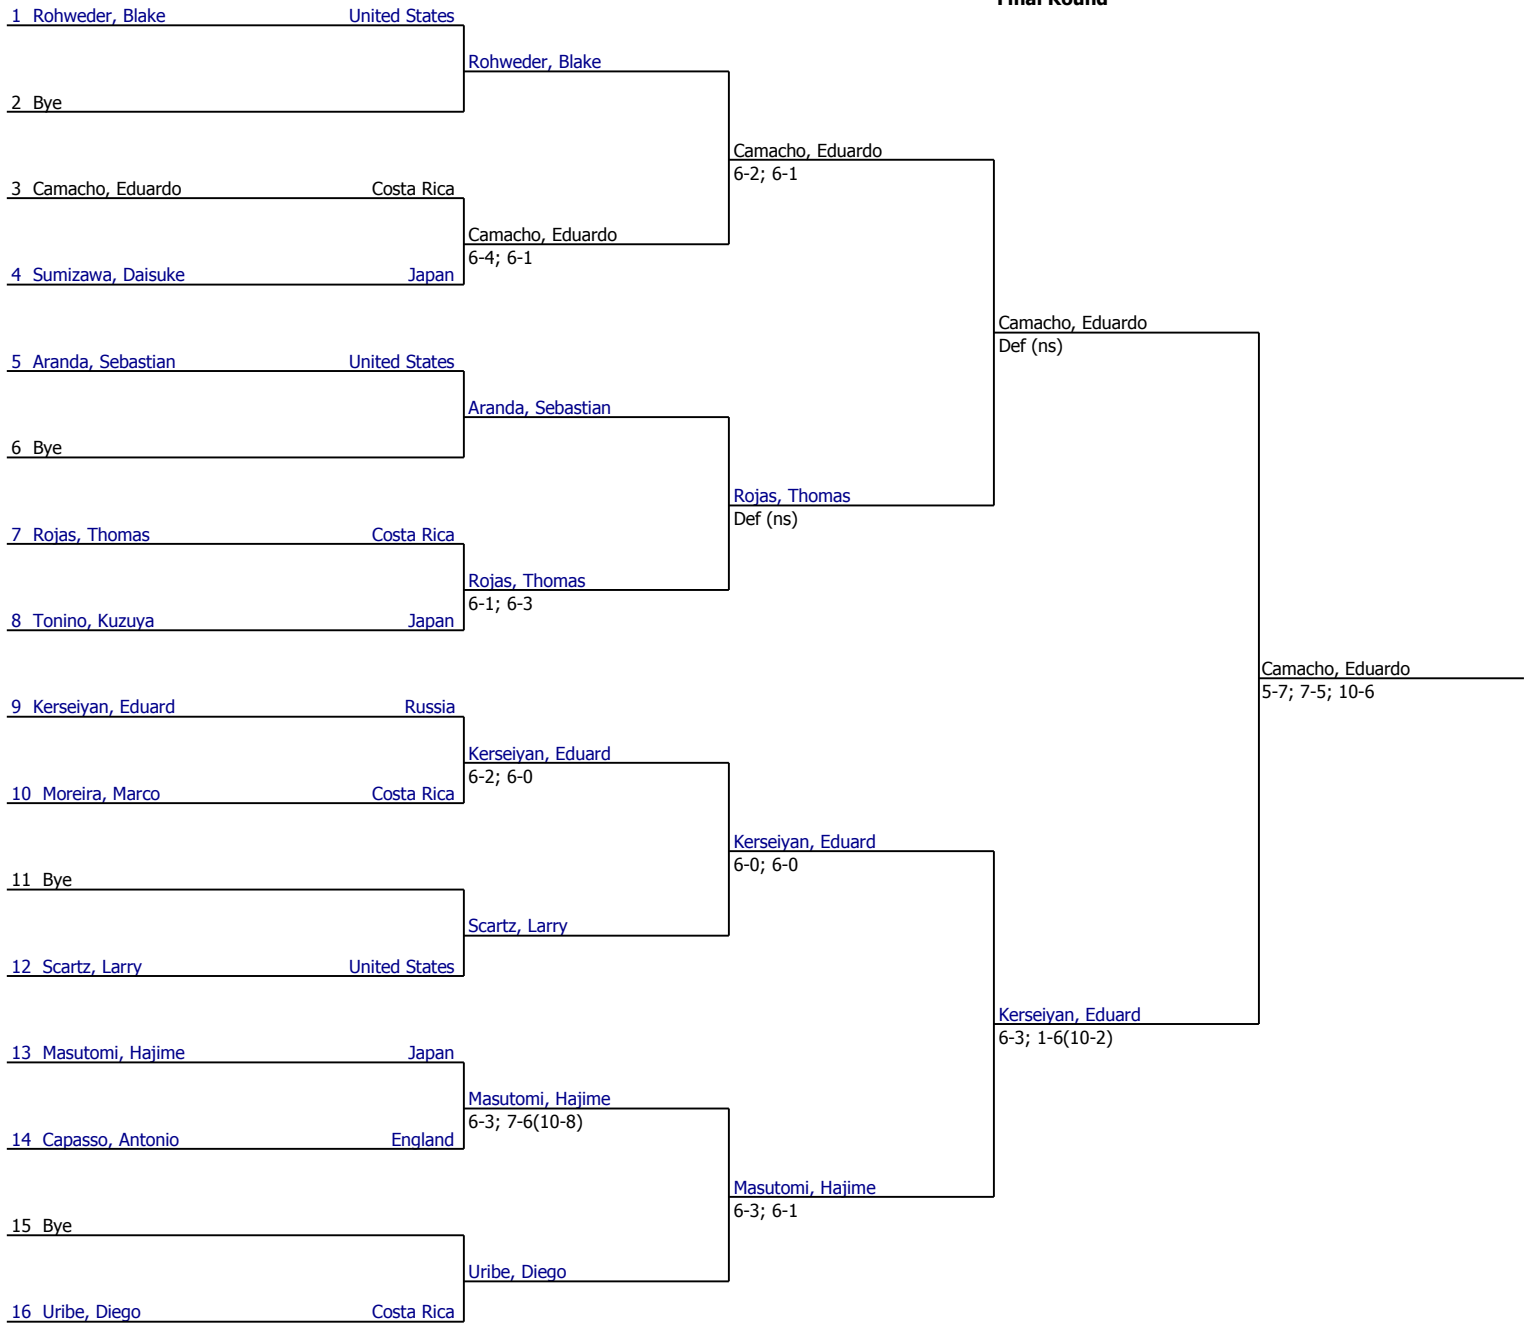 Final Round
1 Rohweder, Blake United States
Rohweder, Blake
2 Bye
Camacho, Eduardo
6-2; 6-1
3 Camacho, Eduardo Costa Rica
Camacho, Eduardo
6-4; 6-1
4 Sumizawa, Daisuke Japan
Camacho, Eduardo
Def (ns)
5 Aranda, Sebastian United States
Aranda, Sebastian
6 Bye
Rojas, Thomas
Def (ns)
7 Rojas, Thomas Costa Rica
Rojas, Thomas
6-1; 6-3
8 Tonino, Kuzuya Japan
Camacho, Eduardo
5-7; 7-5; 10-6
9 Kerseiyan, Eduard Russia
Kerseiyan, Eduard
6-2; 6-0
10 Moreira, Marco Costa Rica
Kerseiyan, Eduard
6-0; 6-0
11 Bye
Scartz, Larry
12 Scartz, Larry United States
Kerseiyan, Eduard
6-3; 1-6(10-2)
13 Masutomi, Hajime Japan
Masutomi, Hajime
6-3; 7-6(10-8)
14 Capasso, Antonio England
Masutomi, Hajime
6-3; 6-1
15 Bye
Uribe, Diego
16 Uribe, Diego Costa Rica